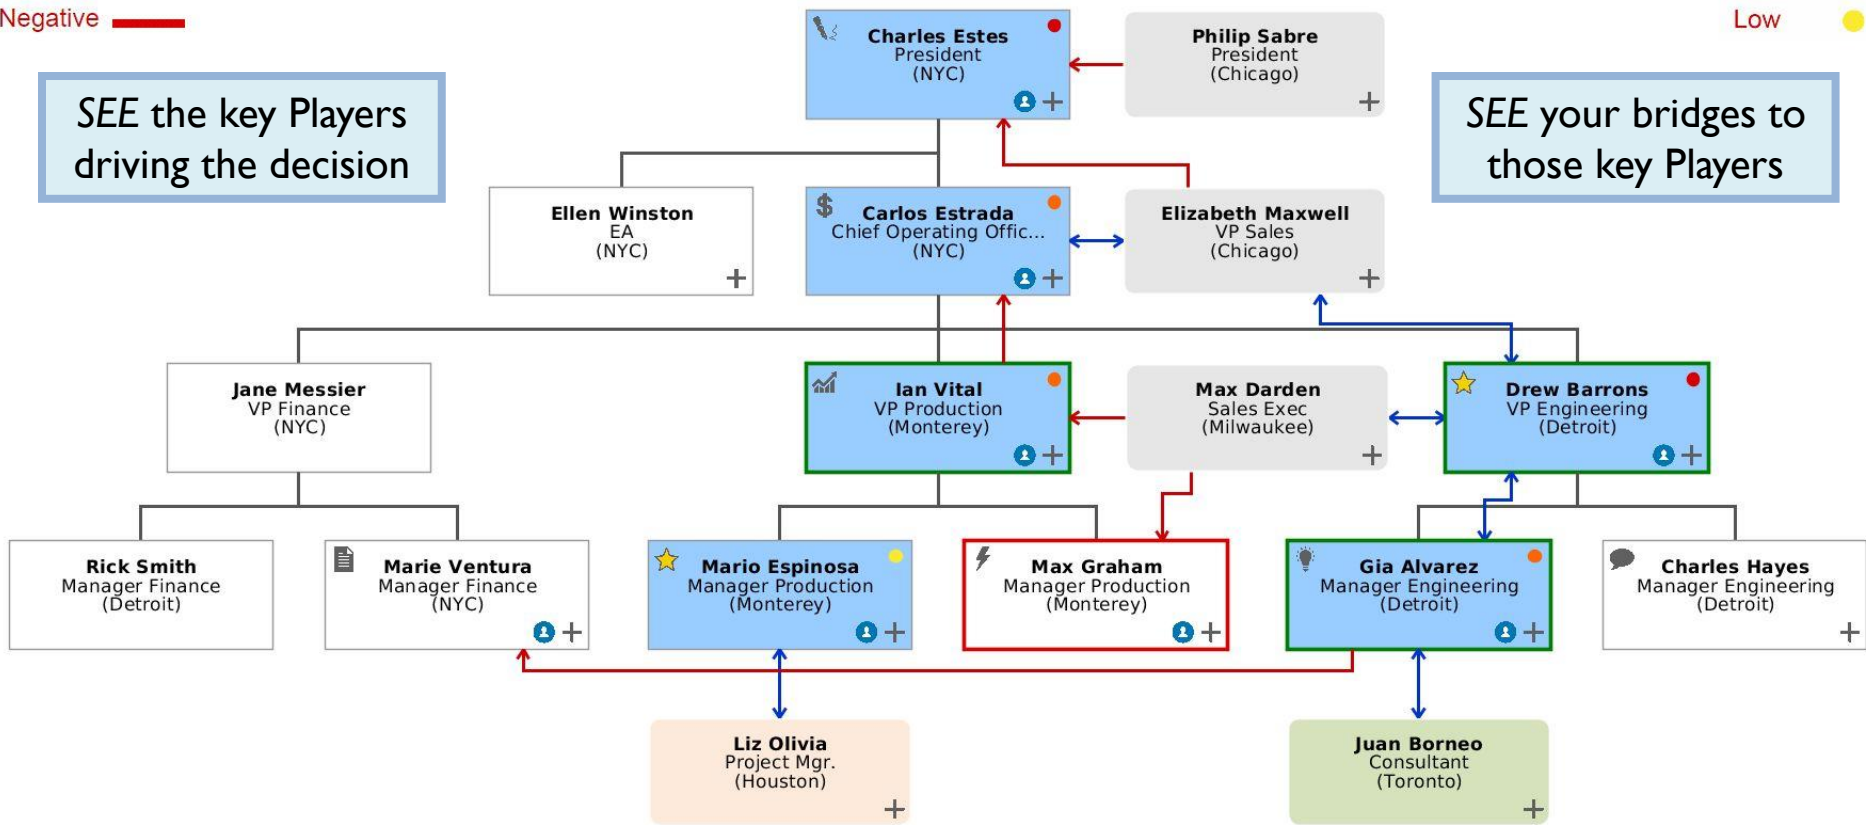 Negative
Low
SEE the key Players
driving the decision
SEE your bridges to
those key Players
Charles Estes
President
(NYC)
Philip Sabre
President
(Chicago)
Ellen Winston
EA
(NYC)
$
Carlos Estrada
Chief Operating Offic...
(NYC)
Elizabeth Maxwell
VP Sales
(Chicago)
Jane Messier
VP Finance
(NYC)
Ian Vital
VP Production
(Monterey)
Max Darden
Sales Exec
(Milwaukee)
Drew Barrons
VP Engineering
(Detroit)
Rick Smith
Manager Finance
(Detroit)
Marie Ventura
Manager Finance
(NYC)
Mario Espinosa
Manager Production
(Monterey)
Max Graham
Manager Production
(Monterey)
Gia Alvarez
Manager Engineering
(Detroit)
Charles Hayes
Manager Engineering
(Detroit)
Liz Olivia
Project Mgr.
(Houston)
Juan Borneo
Consultant
(Toronto)